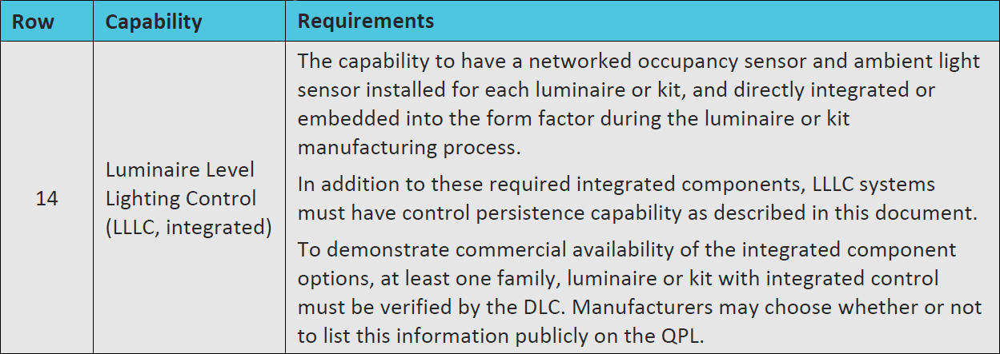 Row Capability Requirements
The capability to have a networked occupancy sensor and ambient light
sensor installed for each luminaire or kit, and directly integrated or
embedded into the form factor during the luminaire or kit
manufacturing process.
14
Luminaire Level
Lighting Control
(LLLC, integrated)
In addition to these required integrated components, LLLC systems
must have control persistence capability as described in this document.
To demonstrate commercial availability of the integrated component
options, at least one family, luminaire or kit with integrated control
must be verified by the DLC. Manufacturers may choose whether or not
to list this information publicly on the QPL.